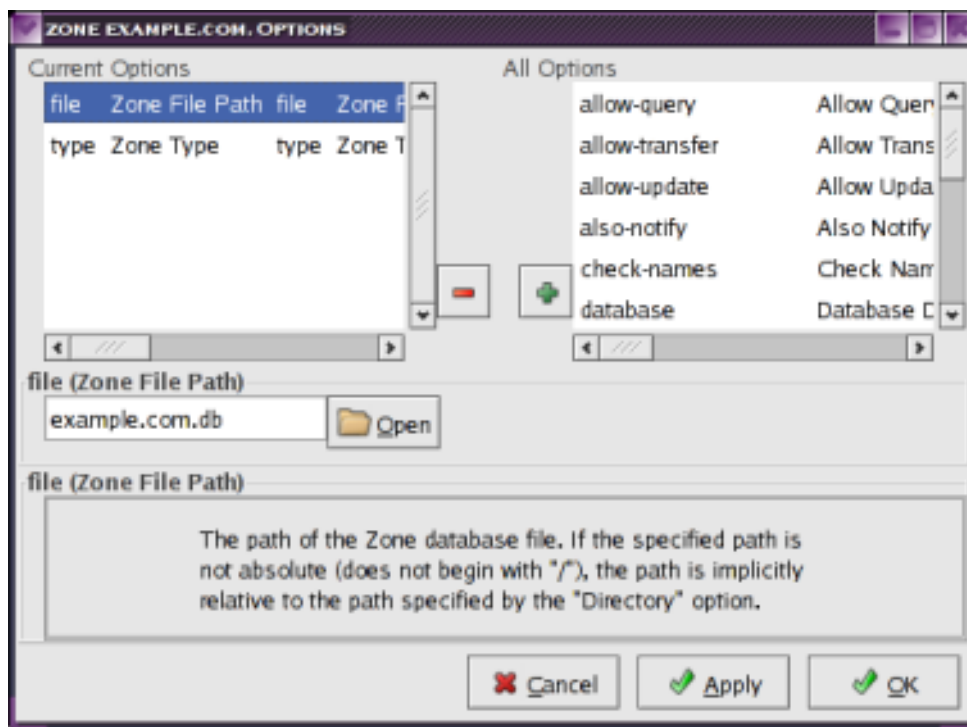 ZONE EXAMPLE.COM. OPTIONS
Current Options
file Zone File Path file Zone F
type Zone Type type Zone T
All Options
allow-query Allow Quer
allow-transfer Allow Trans
allow-update Allow Upda
also-notify Also Notify
check-names Check Nam
database Database D
file (Zone File Path)
example.com.db
Open
file (Zone File Path)
The path of the Zone database file. If the specified path is
not absolute (does not begin with "/"), the path is implicitly
relative to the path specified by the "Directory" option.
Cancel Apply OK